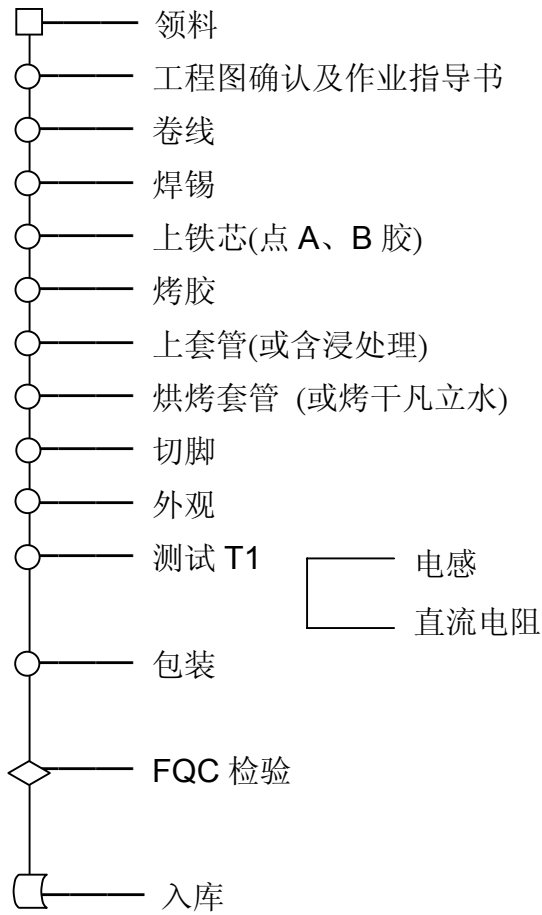 领料
工程图确认及作业指导书
卷线
焊锡
上铁芯(点 A、B 胶)
烤胶
上套管(或含浸处理)
烘烤套管 (或烤干凡立水)
切脚
外观
测试 T1
电感
直流电阻
包装
FQC 检验
入库